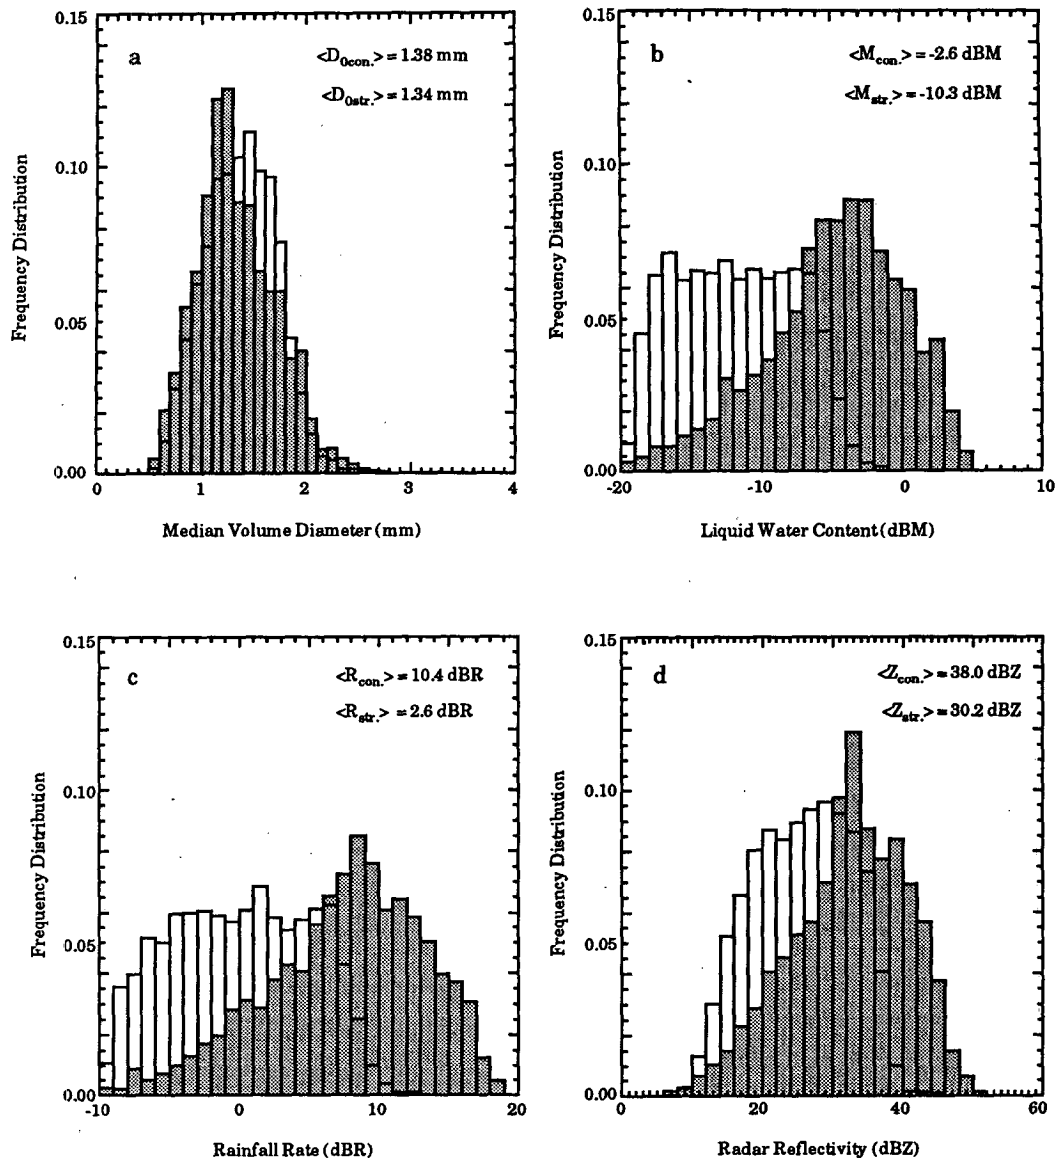 0.15
a
<D0con.> = 1.38 mm
<D0str.> = 1.34 mm
0.10
0.05
0.00
Frequency Distribution
0 1 2 3 4
Median Volume Diameter (mm)
0.15
b
<Mcon.> = -2.6 dBM
<Mstr.> = -10.3 dBM
0.10
0.05
0.00
Frequency Distribution
-20 -10 0 10
Liquid Water Content (dBM)
0.15
c
<Rcon.> = 10.4 dBR
<Rstr.> = 2.6 dBR
0.10
0.05
0.00
Frequency Distribution
-10 0 10 20
Rainfall Rate (dBR)
0.15
d
<Zcon.> = 38.0 dBZ
<Zstr.> = 30.2 dBZ
0.10
0.05
0.00
Frequency Distribution
0 20 40 60
Radar Reflectivity (dBZ)